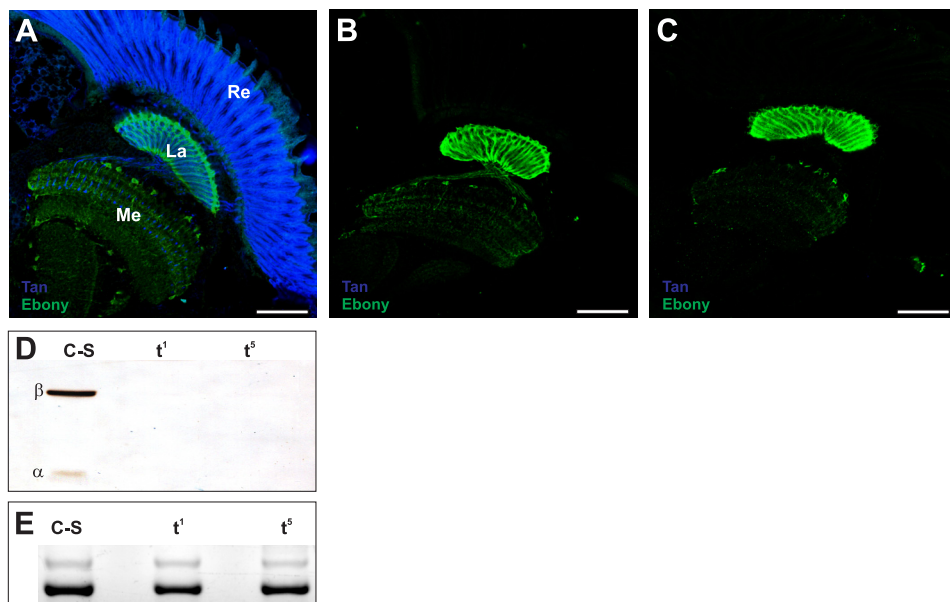 A
Re
La
Me
Tan
Ebony
B
Tan
Ebony
C
Tan
Ebony
D
C-S t¹ t⁵
β
α
E
C-S t¹ t⁵